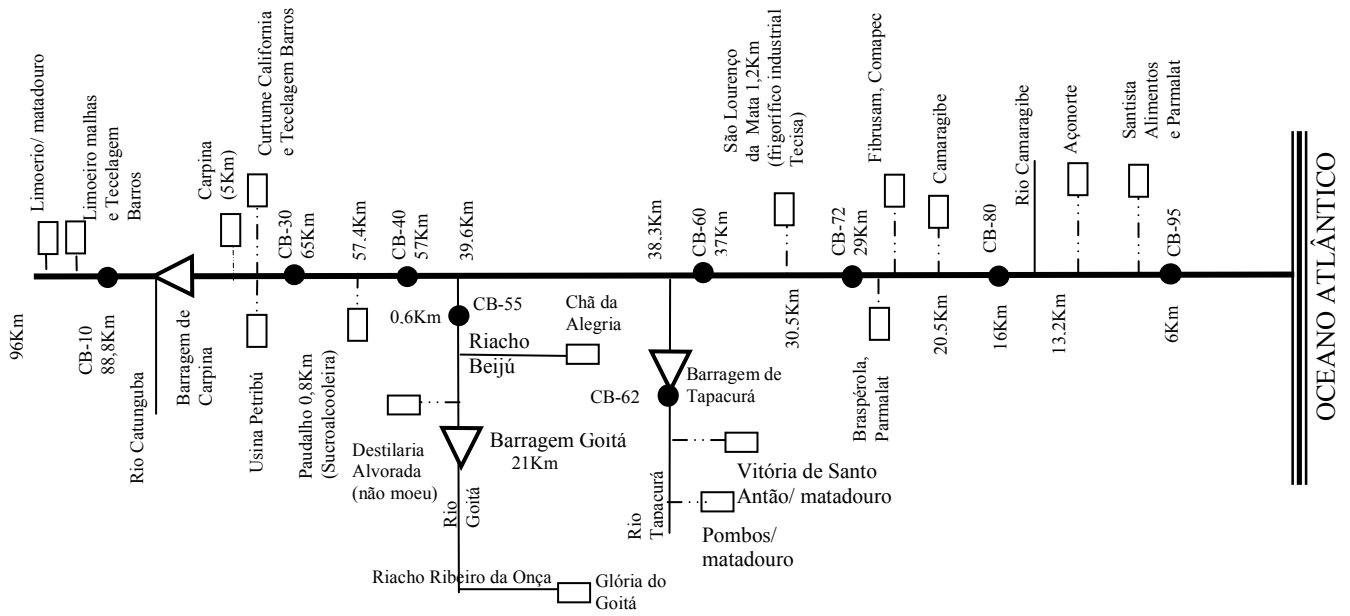 Limoerio/ matadouro
Limoeiro malhas
e Tecelagem
Barros
Carpina
(5Km)
Curtume California
e Tecelagem Barros
CB-30
65Km
57.4Km
CB-40
57Km
39.6Km
38.3Km
CB-60
37Km
São Lourenço
da Mata 1,2Km
(frigorífico industrial
Tecisa)
CB-72
29Km
Fibrusam, Comapec
Camaragibe
CB-80
Rio Camaragibe
Açonorte
Santista
Alimentos
e Parmalat
CB-95
OCEANO ATLÂNTICO
96Km
CB-10
88,8Km
Rio Catunguba
Barragem de
Carpina
Usina Petribú
Paudalho 0,8Km
(Sucroalcooleira)
0.6Km
CB-55
Riacho
Beijú
Chã da
Alegria
Destilaria
Alvorada
(não moeu)
Barragem Goitá
21Km
Rio
Goitá
Riacho Ribeiro da Onça
Glória do
Goitá
Barragem de
Tapacurá
CB-62
Vitória de Santo
Antão/ matadouro
Rio
Tapacurá
Pombos/
matadouro
30.5Km
Braspérola,
Parmalat
20.5Km
16Km
13.2Km
6Km